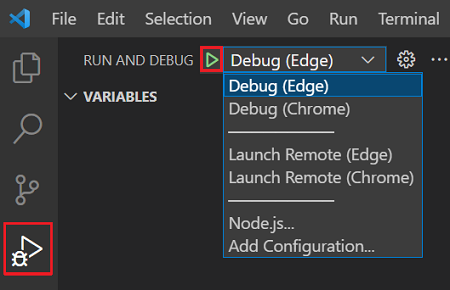 File Edit Selection View Go Run Terminal
RUN AND DEBUG Debug (Edge) ...
VARIABLES
Debug (Edge)
Debug (Chrome)
Launch Remote (Edge)
Launch Remote (Chrome)
Node.js...
Add Configuration...